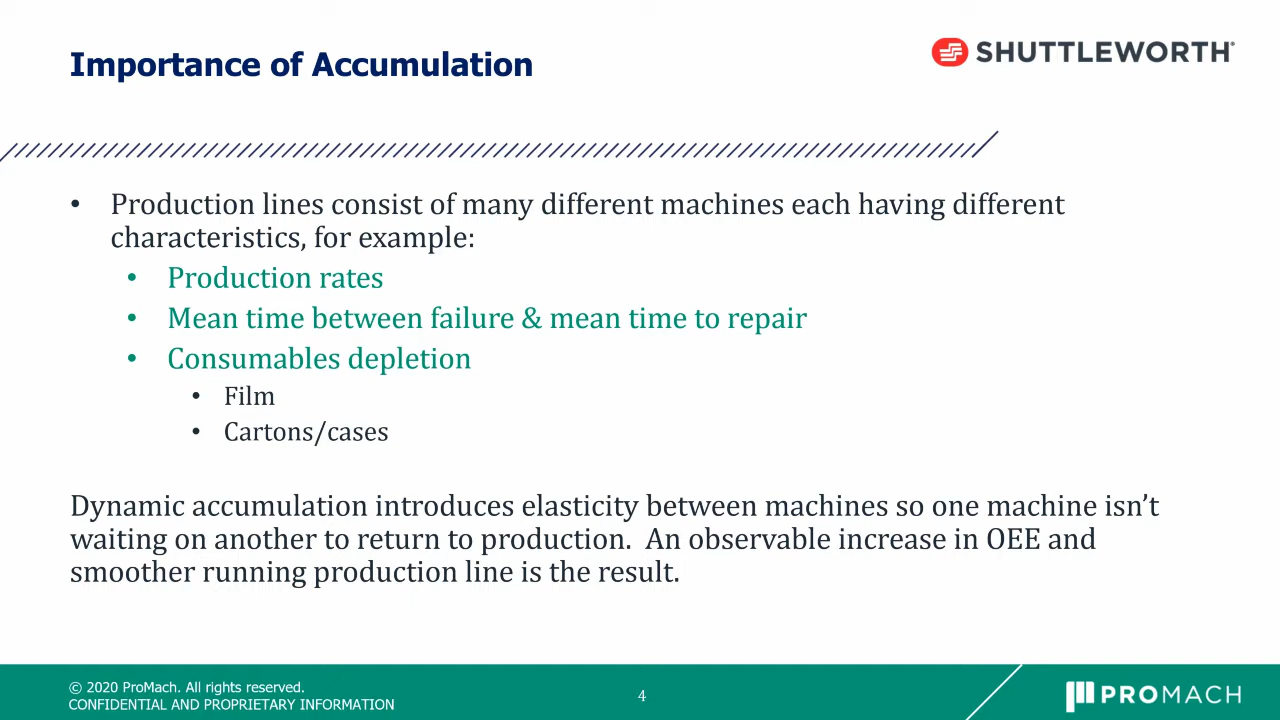 Importance of Accumulation
SHUTTLEWORTH®
• Production lines consist of many different machines each having different
characteristics, for example:
• Production rates
• Mean time between failure & mean time to repair
• Consumables depletion
• Film
• Cartons/cases
Dynamic accumulation introduces elasticity between machines so one machine isn’t
waiting on another to return to production.  An observable increase in OEE and
smoother running production line is the result.
© 2020 ProMach. All rights reserved.
CONFIDENTIAL AND PROPRIETARY INFORMATION
4
PROMACH